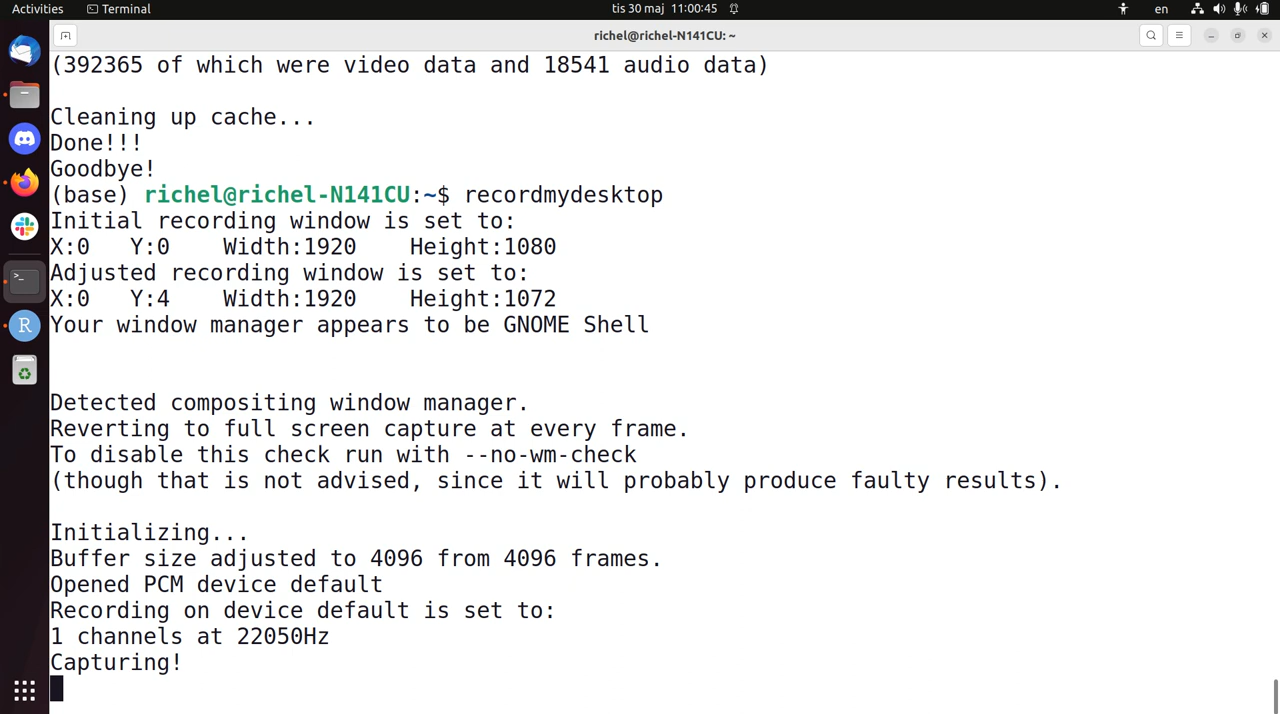 Activities Terminal tis 30 maj 11:00:45 en
richel@richel-N141CU: ~
(392365 of which were video data and 18541 audio data)
Cleaning up cache...
Done!!!
Goodbye!
(base) richel@richel-N141CU:~$ recordmydesktop
Initial recording window is set to:
X:0   Y:0    Width:1920    Height:1080
Adjusted recording window is set to:
X:0   Y:4    Width:1920    Height:1072
Your window manager appears to be GNOME Shell
Detected compositing window manager.
Reverting to full screen capture at every frame.
To disable this check run with --no-wm-check
(though that is not advised, since it will probably produce faulty results).
Initializing...
Buffer size adjusted to 4096 from 4096 frames.
Opened PCM device default
Recording on device default is set to:
1 channels at 22050Hz
Capturing!
R